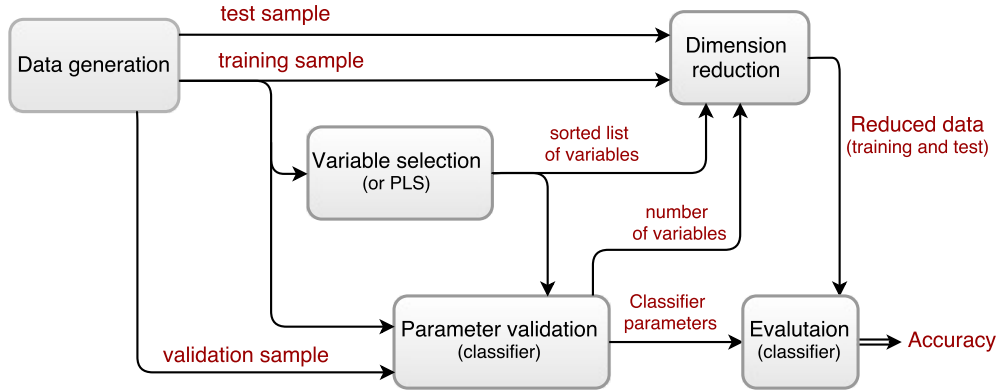 test sample
Data generation
training sample
Dimension
reduction
Variable selection
(or PLS)
sorted list
of variables
Reduced data
(training and test)
number
of variables
Parameter validation
(classifier)
validation sample
Classifier
parameters
Evalutaion
(classifier)
Accuracy